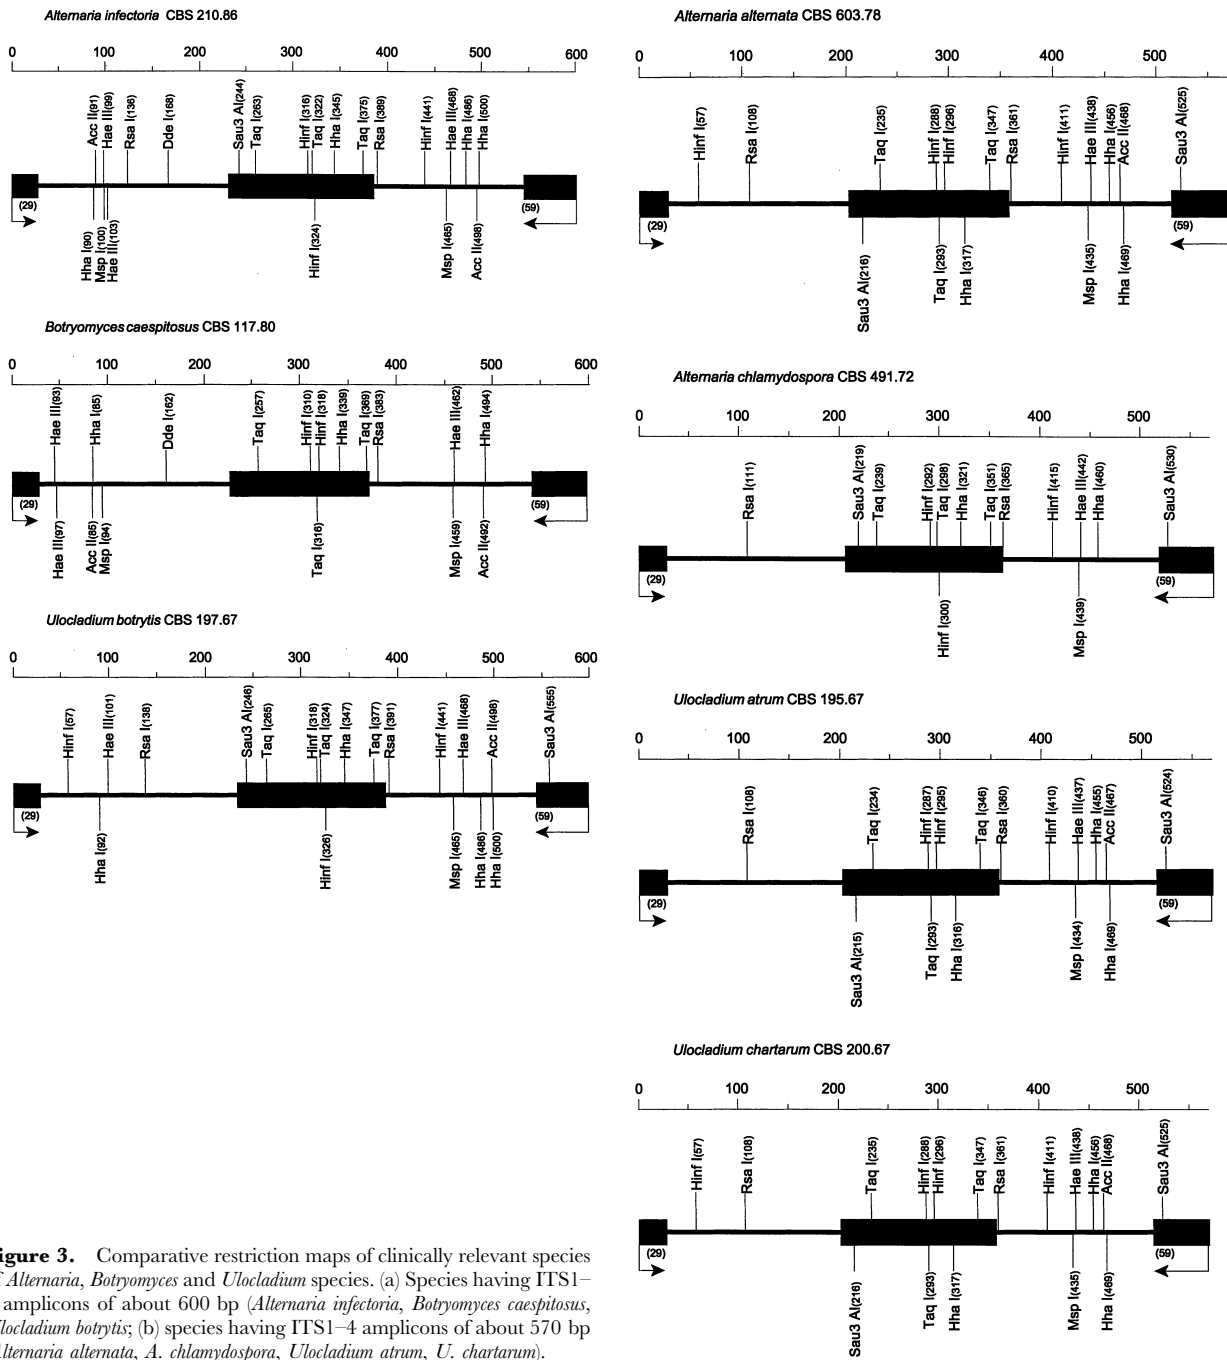 Alternaria infectoria CBS 210.86
0 100 200 300 400 500 600
Acc II(91) Hae III(99) Rsa I(136) Dde I(168) Sau3 AI(244) Taq I(263) Hinf I(316) Taq I(322) Hha I(345) Taq I(375) Rsa I(389) Hinf I(441) Hae III(468) Hha I(486) Hha I(500)
(29) (59)
Hha I(90) Msp I(100) Hae III(103) Hinf I(324) Msp I(465) Acc II(498)
Botryomyces caespitosus CBS 117.80
0 100 200 300 400 500 600
Hae III(93) Hha I(85) Dde I(162) Taq I(257) Hinf I(310) Hinf I(318) Hha I(339) Taq I(369) Rsa I(383) Hae III(462) Hha I(494)
(29) (59)
Hae III(97) Acc II(85) Msp I(94) Taq I(316) Msp I(459) Acc II(492)
Ulocladium botrytis CBS 197.67
0 100 200 300 400 500 600
Hinf I(57) Hae III(101) Rsa I(138) Sau3 AI(246) Taq I(265) Hinf I(318) Taq I(324) Hha I(347) Taq I(377) Rsa I(391) Hinf I(441) Hae III(468) Acc II(498) Sau3 AI(555)
(29) (59)
Hha I(92) Hinf I(326) Msp I(465) Hha I(486) Hha I(500)
Alternaria alternata CBS 603.78
0 100 200 300 400 500
Hinf I(57) Rsa I(108) Taq I(235) Hinf I(288) Hinf I(296) Taq I(347) Rsa I(361) Hinf I(411) Hae III(438) Hha I(456) Acc II(468) Sau3 AI(525)
(29) (59)
Sau3 AI(216) Taq I(293) Hha I(317) Msp I(435) Hha I(469)
Alternaria chlamydospora CBS 491.72
0 100 200 300 400 500
Rsa I(111) Sau3 AI(219) Taq I(239) Hinf I(292) Taq I(298) Hha I(321) Taq I(351) Rsa I(365) Hinf I(415) Hae III(442) Hha I(460) Sau3 AI(530)
(29) (59)
Hinf I(300) Msp I(439)
Ulocladium atrum CBS 195.67
0 100 200 300 400 500
Rsa I(108) Taq I(234) Hinf I(287) Hinf I(295) Taq I(346) Rsa I(360) Hinf I(410) Hae III(437) Hha I(455) Acc II(467) Sau3 AI(524)
(29) (59)
Sau3 AI(215) Taq I(293) Hha I(316) Msp I(434) Hha I(469)
Ulocladium chartarum CBS 200.67
0 100 200 300 400 500
Hinf I(57) Rsa I(108) Taq I(235) Hinf I(288) Hinf I(296) Taq I(347) Rsa I(361) Hinf I(411) Hae III(438) Hha I(456) Acc II(468) Sau3 AI(525)
(29) (59)
Sau3 AI(216) Taq I(293) Hha I(317) Msp I(435) Hha I(469)
igure 3. Comparative restriction maps of clinically relevant species
f Alternaria, Botryomyces and Ulocladium species. (a) Species having ITS1–
amplicons of about 600 bp (Alternaria infectoria, Botryomyces caespitosus,
locladium botrytis; (b) species having ITS1–4 amplicons of about 570 bp
lternaria alternata, A. chlamydospora, Ulocladium atrum, U. chartarum).